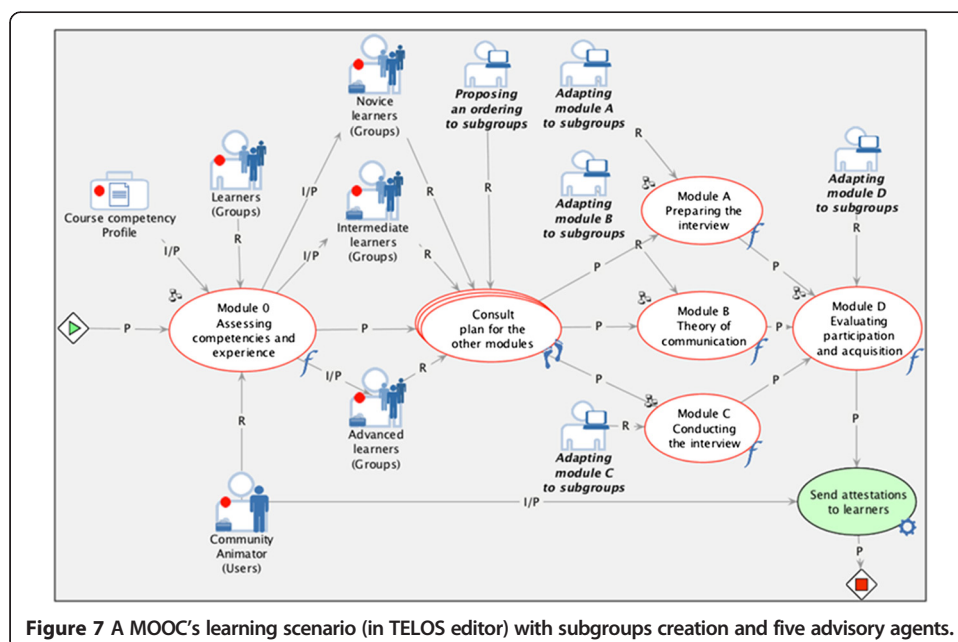 Novice
learners
(Groups)
Proposing
an ordering
to subgroups
Adapting
module A
to subgroups
R
Adapting
module D
to subgroups
Course competency
Profile
Learners
(Groups)
I/P
R
R
Intermediate
learners
(Groups)
Adapting
module B
to subgroups
Module A
Preparing the
interview
f
R
I/P
R
I/P
R
R
P
P
R
Module 0
Assessing
competencies and
experience
f
P
P
Consult
plan for the
other modules
P
Module B
Theory of
communication
f
P
Module D
Evaluating
participation
and acquisition
f
I/P
R
P
P
Advanced
learners
(Groups)
Adapting
module C
to subgroups
R
Module C
Conducting
the interview
f
P
R
Community
Animator
(Users)
I/P
Send attestations
to learners
P
Figure 7 A MOOC's learning scenario (in TELOS editor) with subgroups creation and five advisory agents.